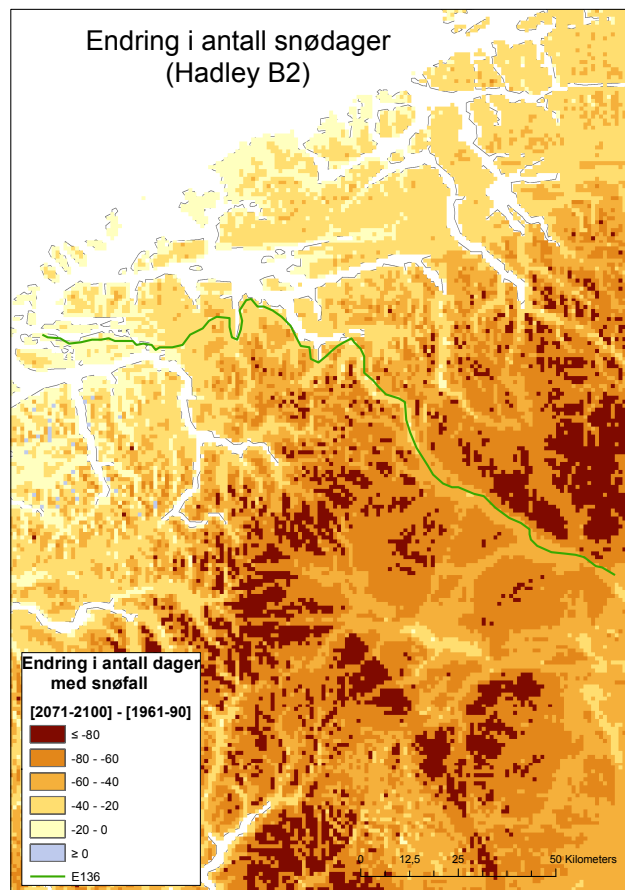 Endring i antall snødager
(Hadley B2)
Endring i antall dager
med snøfall
[2071-2100] - [1961-90]
≤ -80
-80 - -60
-60 - -40
-40 - -20
-20 - 0
≥ 0
E136
0 12,5 25 50 Kilometers